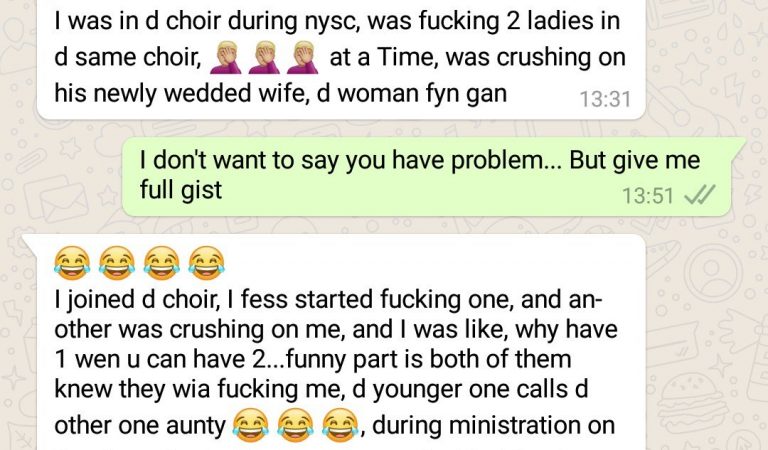 I was in d choir during nysc, was fucking 2 ladies in
d same choir, 🤦🏼‍♀️ 🤦🏼‍♀️ 🤦🏼‍♀️ at a Time, was crushing on
his newly wedded wife, d woman fyn gan
13:31
I don't want to say you have problem... But give me
full gist
13:51
😂 😂 😂 😂
I joined d choir, I fess started fucking one, and an-
other was crushing on me, and I was like, why have
1 wen u can have 2...funny part is both of them
knew they wia fucking me, d younger one calls d
other one aunty 😂 😂 😂, during ministration on